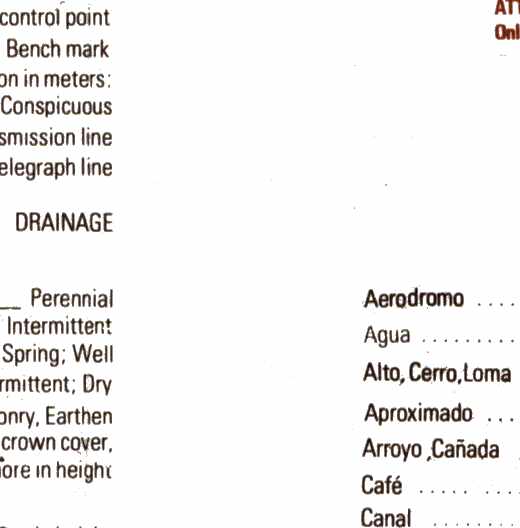 control point
Bench mark
on in meters:
Conspicuous
smission line
elegraph line
DRAINAGE
Perennial
Intermittent
Spring; Well
rmittent; Dry
onry, Earthen
crown cover,
ore in height
ATT
Onl
Aerodromo ....
Agua .........
Alto, Cerro, Loma
Aproximado ...
Arroyo ,Cañada
Café ..... .....
Canal ........